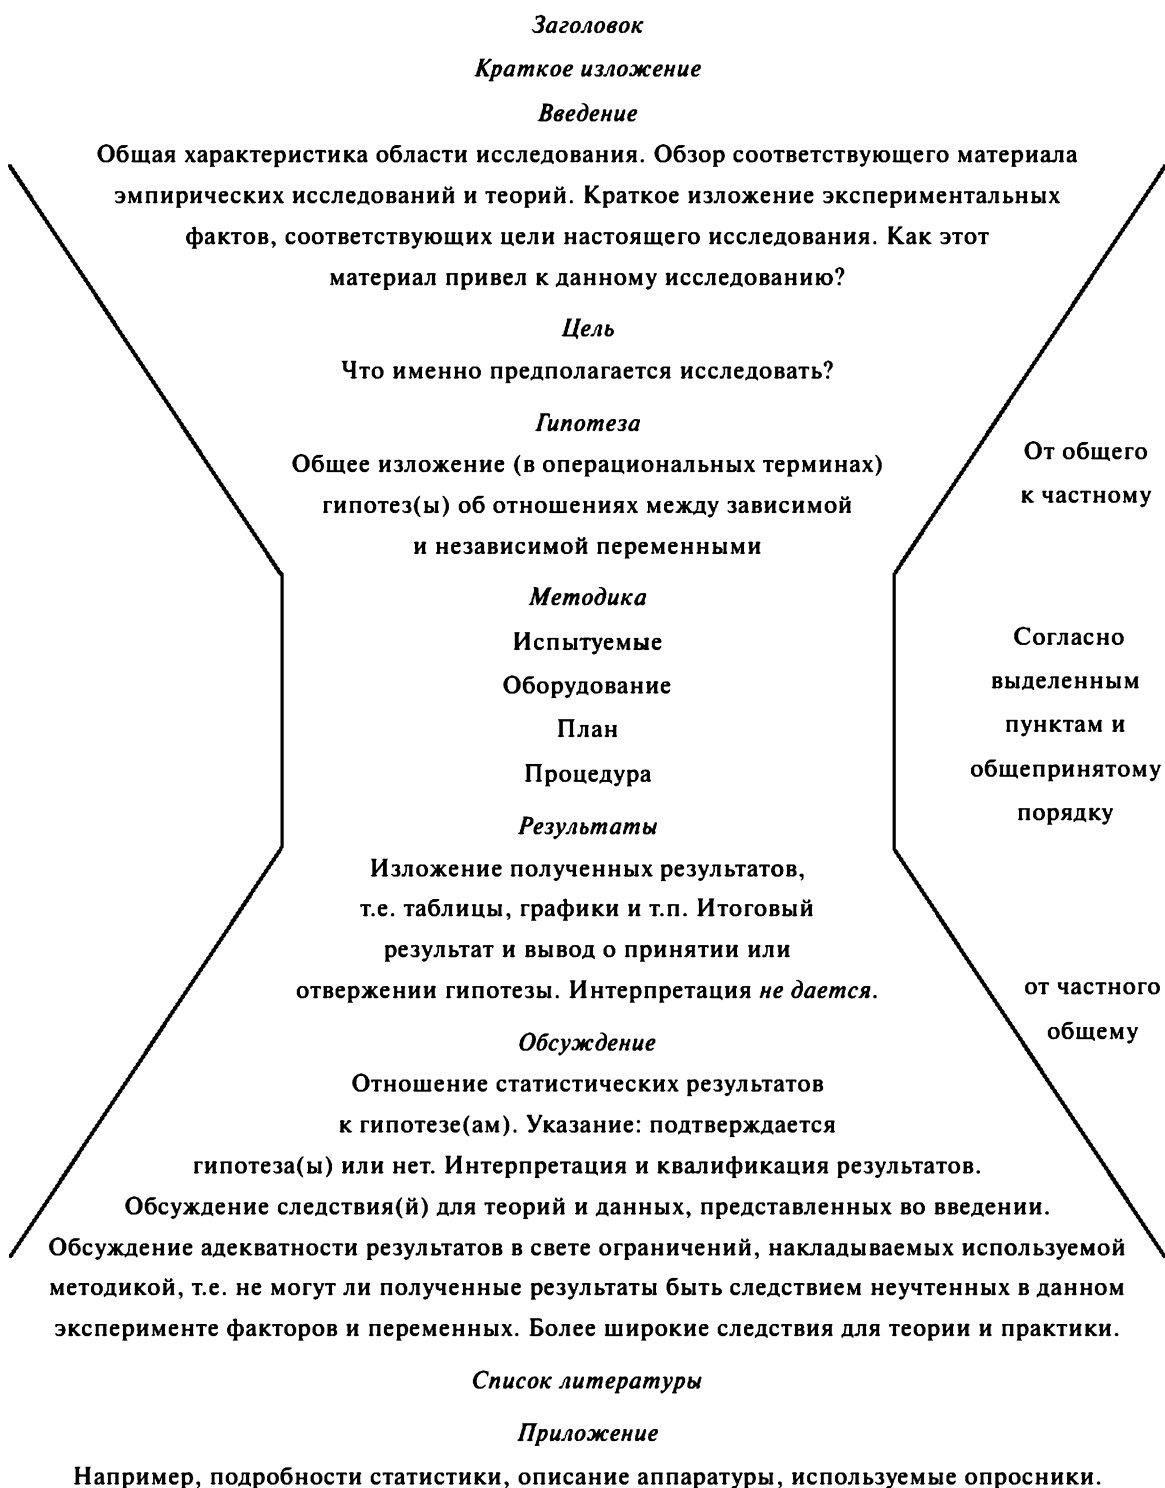 Заголовок
Краткое изложение
Введение
Общая характеристика области исследования. Обзор соответствующего материала
эмпирических исследований и теорий. Краткое изложение экспериментальных
фактов, соответствующих цели настоящего исследования. Как этот
материал привел к данному исследованию?
Цель
Что именно предполагается исследовать?
Гипотеза
Общее изложение (в операциональных терминах)
гипотез(ы) об отношениях между зависимой
и независимой переменными
От общего
к частному
Методика
Испытуемые
Оборудование
План
Процедура
Согласно
выделенным
пунктам и
общепринятому
порядку
Результаты
Изложение полученных результатов,
т.е. таблицы, графики и т.п. Итоговый
результат и вывод о принятии или
отвержении гипотезы. Интерпретация не дается.
от частного
общему
Обсуждение
Отношение статистических результатов
к гипотезе(ам). Указание: подтверждается
гипотеза(ы) или нет. Интерпретация и квалификация результатов.
Обсуждение следствия(й) для теорий и данных, представленных во введении.
Обсуждение адекватности результатов в свете ограничений, накладываемых используемой
методикой, т.е. не могут ли полученные результаты быть следствием неучтенных в данном
эксперименте факторов и переменных. Более широкие следствия для теории и практики.
Список литературы
Приложение
Например, подробности статистики, описание аппаратуры, используемые опросники.